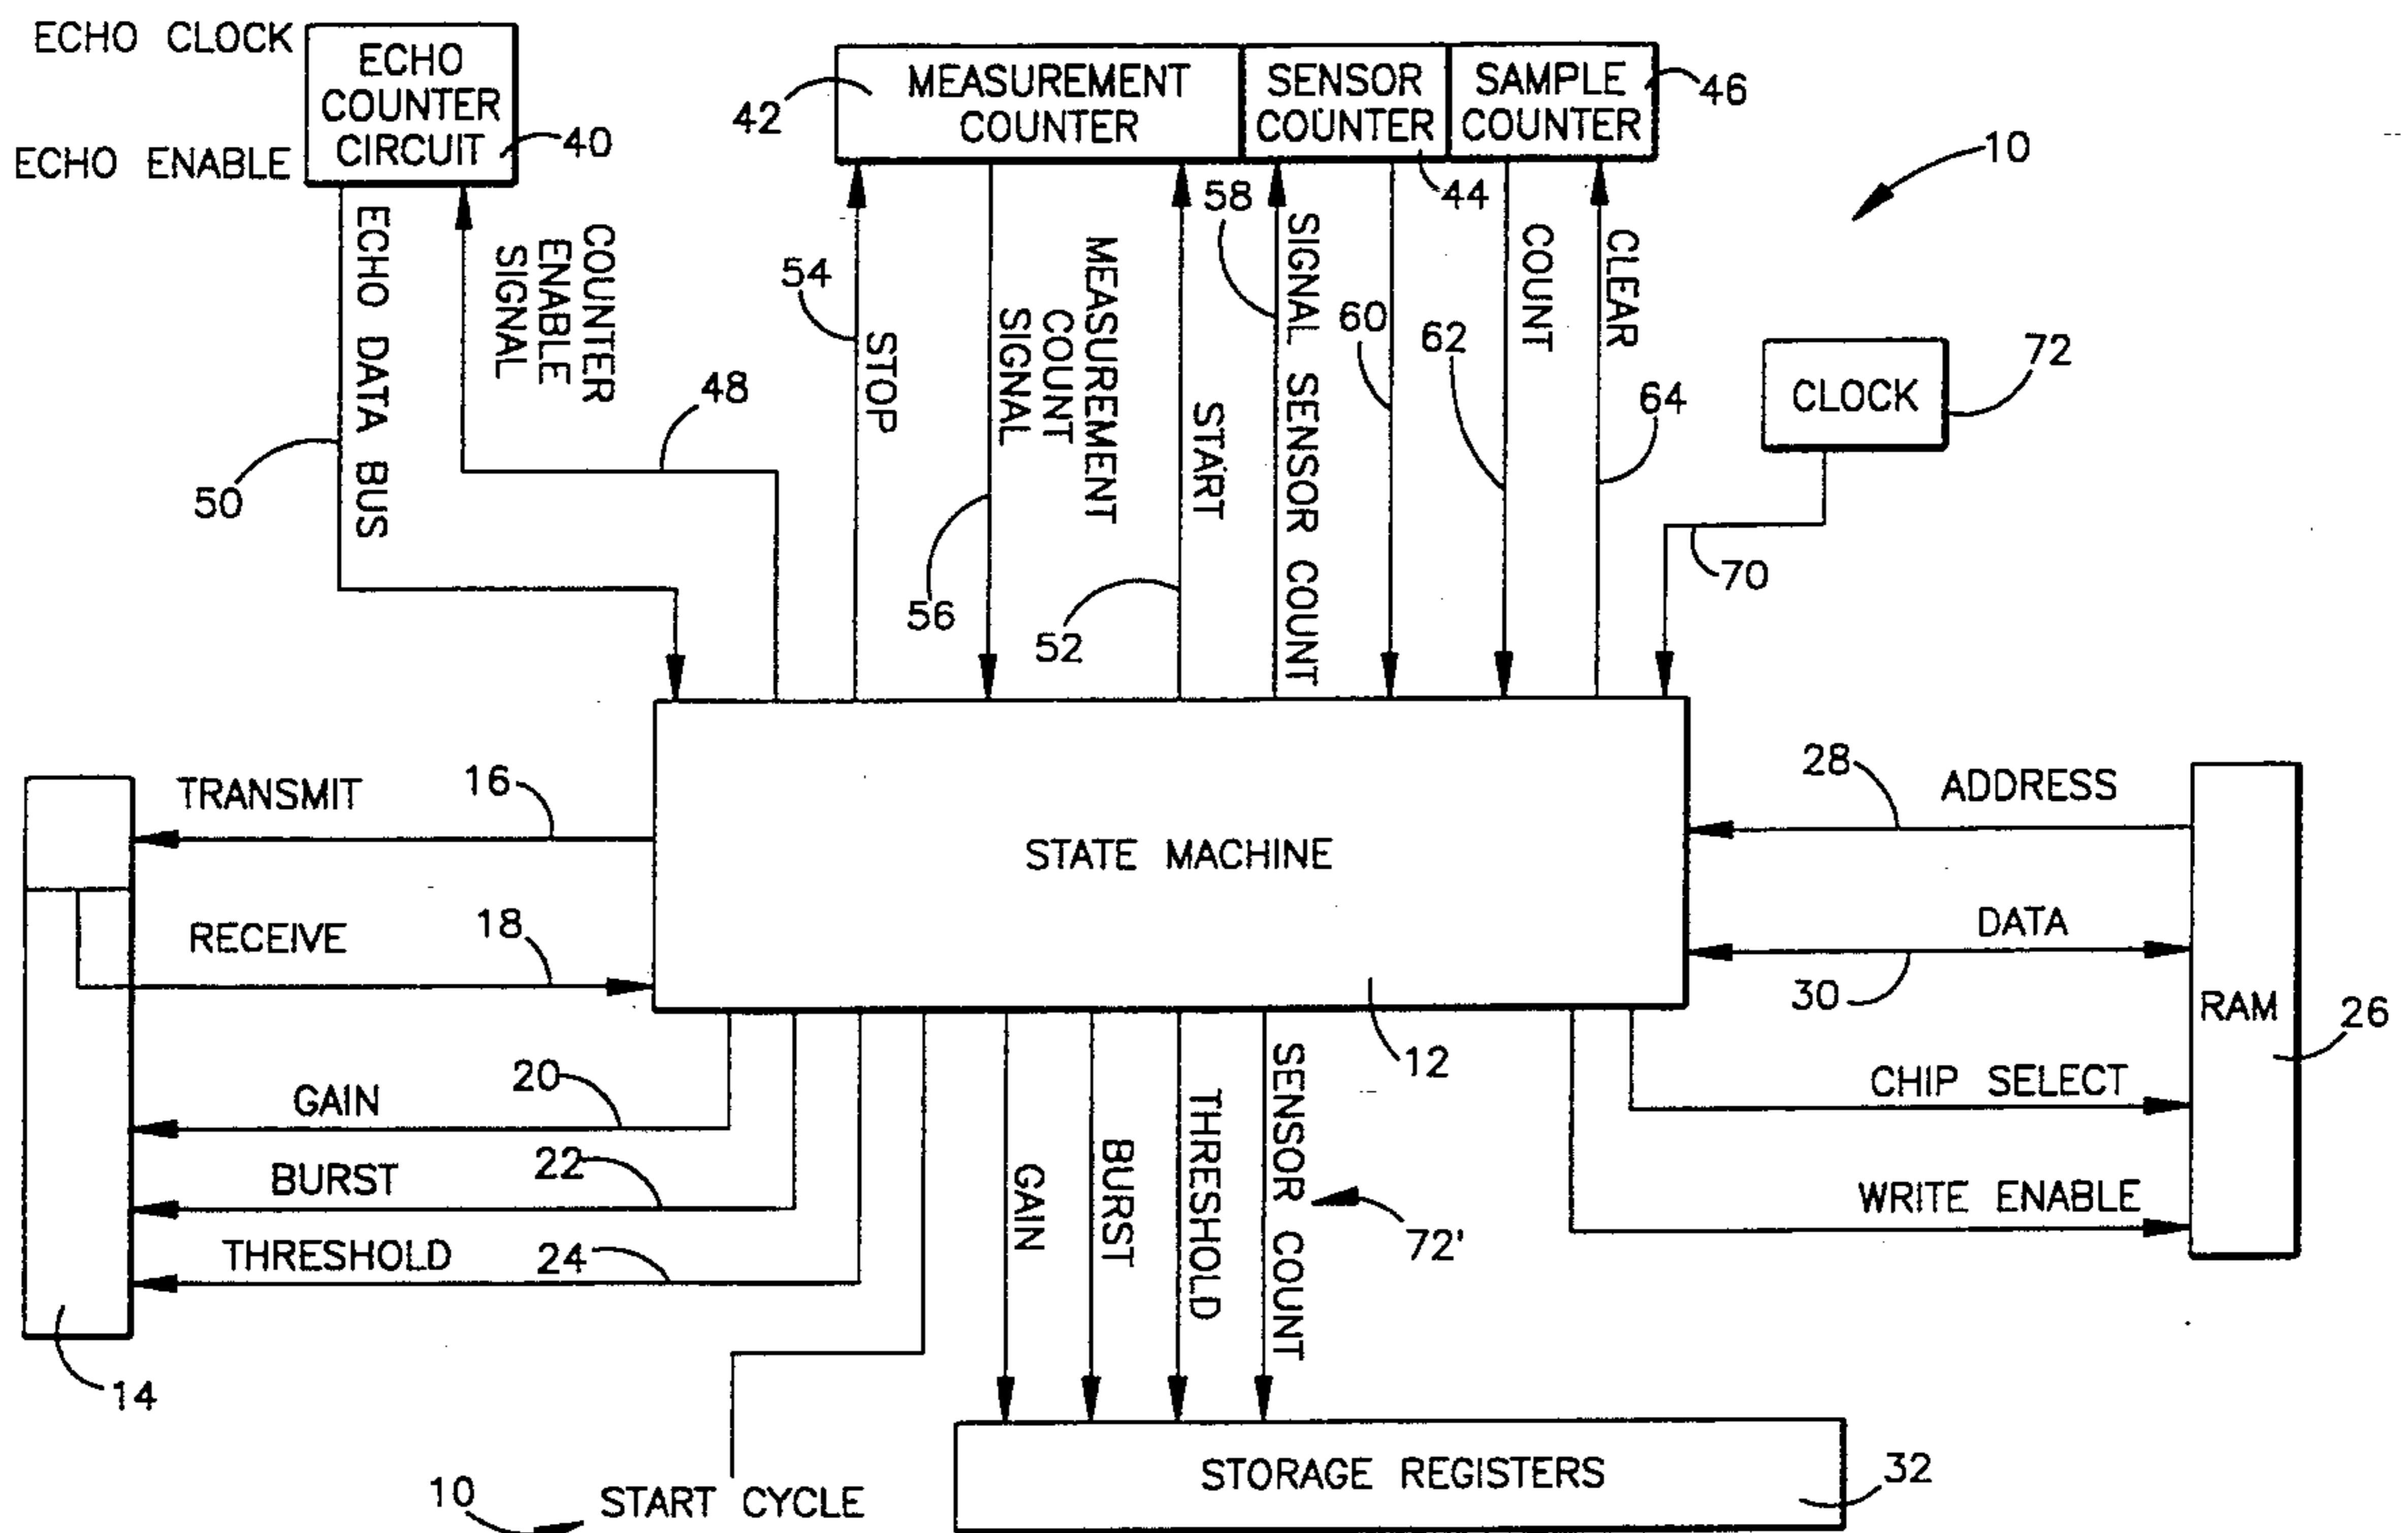 ECHO CLOCK
ECHO ENABLE
ECHO
COUNTER
CIRCUIT
40
MEASUREMENT
COUNTER
42
SENSOR
COUNTER
44
SAMPLE
COUNTER
46
10
ECHO DATA BUS
50
COUNTER
ENABLE
SIGNAL
48
54
STOP
MEASUREMENT
COUNT
SIGNAL
56
START
52
58
SIGNAL SENSOR COUNT
60
COUNT
62
CLEAR
64
CLOCK
72
70
TRANSMIT
16
RECEIVE
18
STATE MACHINE
12
28
ADDRESS
DATA
30
RAM
26
CHIP SELECT
WRITE ENABLE
GAIN
20
BURST
22
THRESHOLD
24
14
GAIN
BURST
THRESHOLD
SENSOR COUNT
72'
10
START CYCLE
STORAGE REGISTERS
32